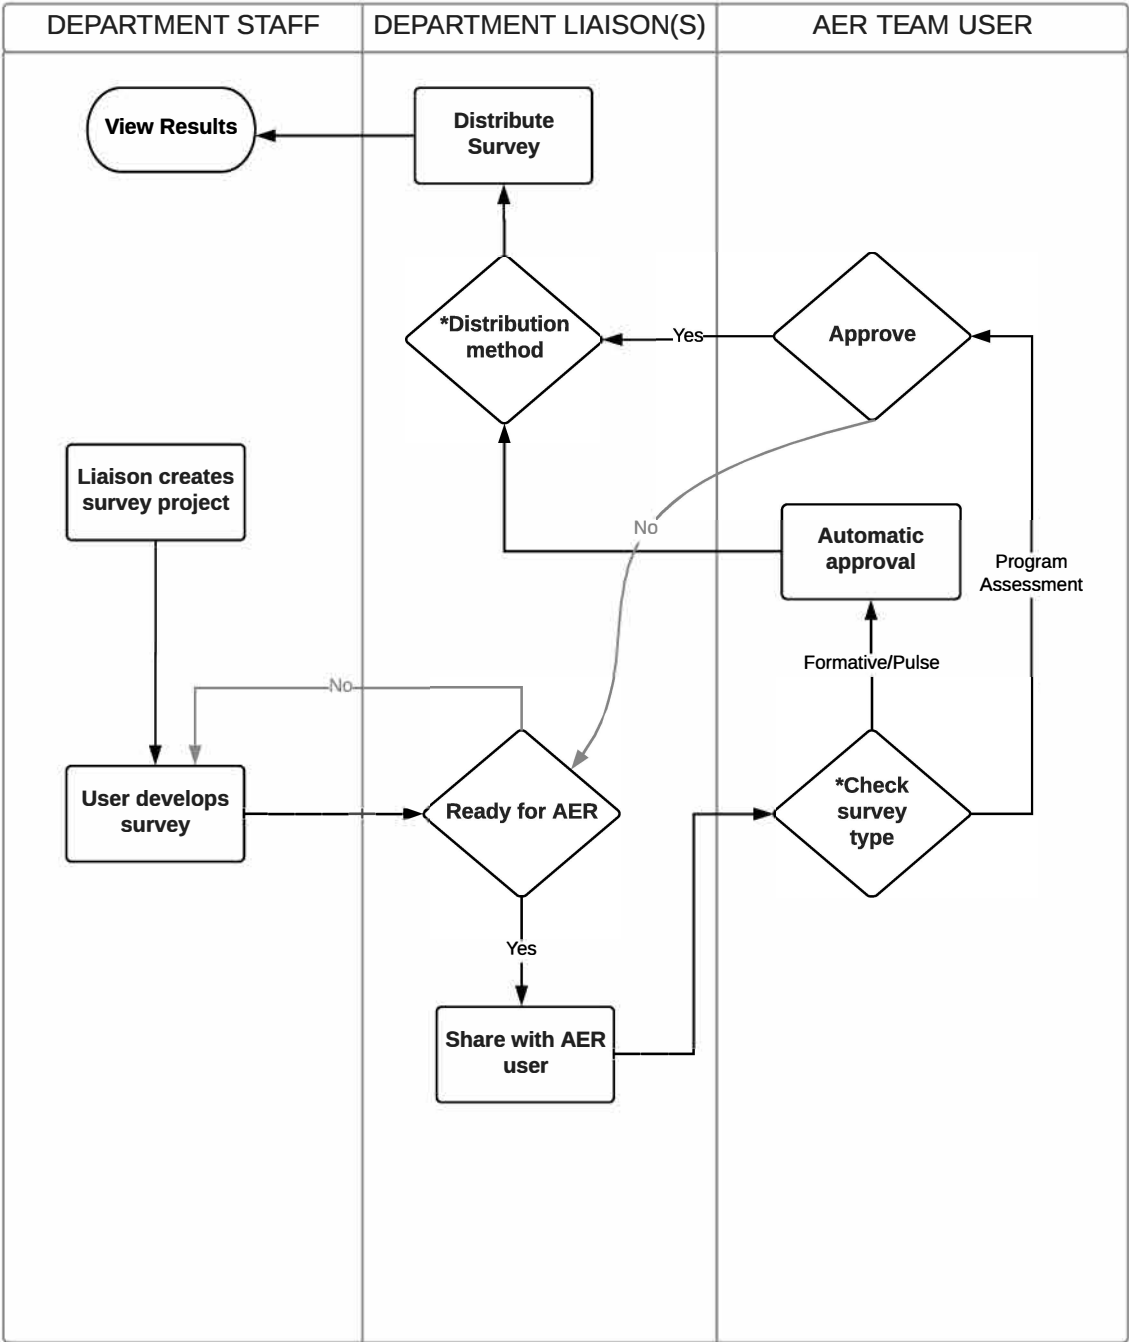 DEPARTMENT STAFF
DEPARTMENT LIAISON(S)
AER TEAM USER
View Results
Distribute
Survey
*Distribution
method
Yes
Approve
Liaison creates
survey project
No
Automatic
approval
Program
Assessment
Formative/Pulse
No
User develops
survey
Ready for AER
*Check
survey
type
Yes
Share with AER
user